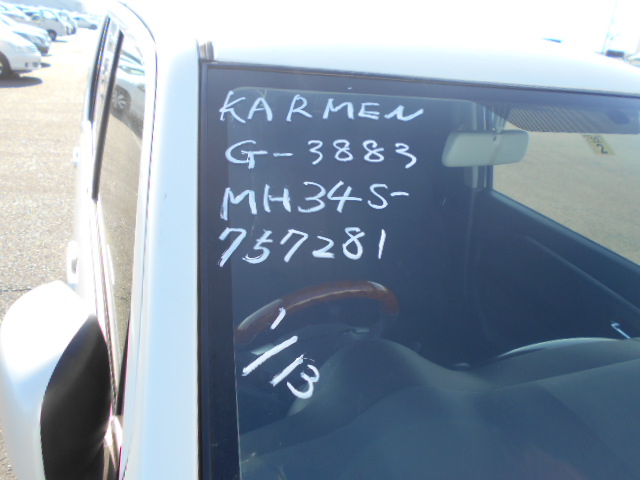 KARMEN
G-3883
MH34S-
757281
1/13